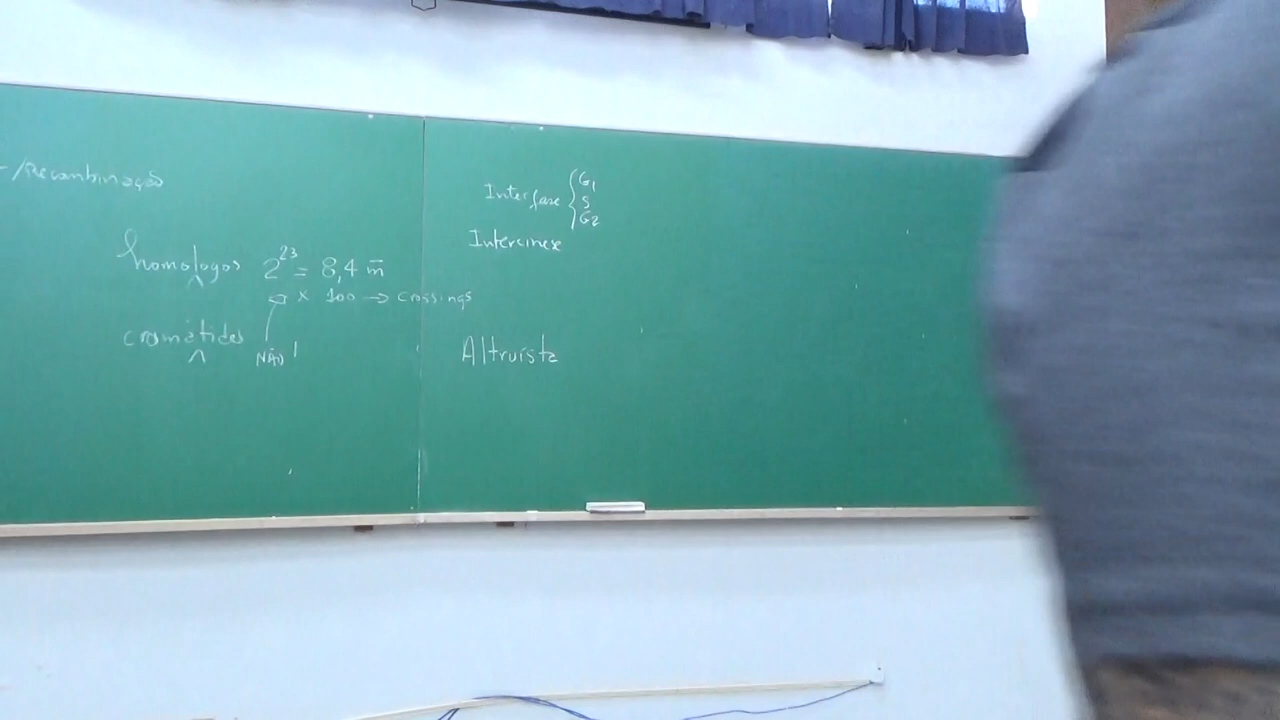 -/Recombinação
homologos 2²³ = 8,4 m̄
x 100 → crossings
cromátides NÃO!
Interfase { G1
S
G2
Intercinese
Altruísta